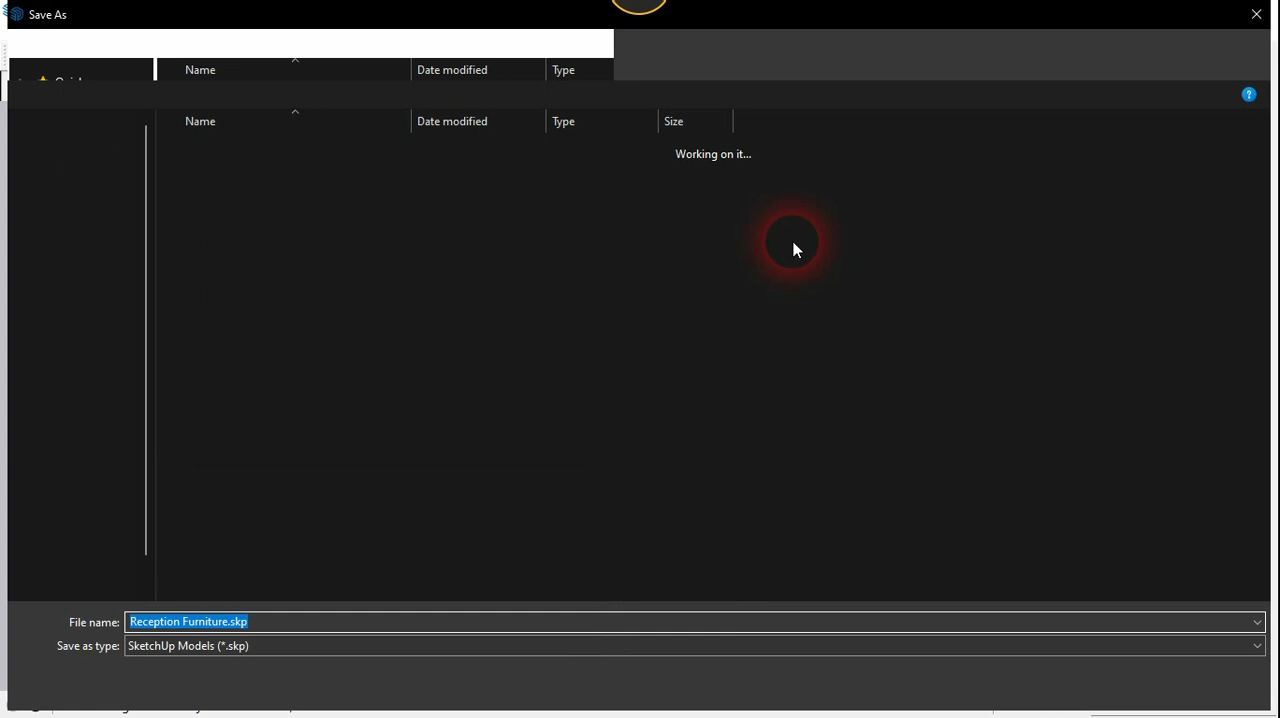 Save As
Name Date modified Type
Name Date modified Type Size
Working on it...
File name: Reception Furniture.skp
Save as type: SketchUp Models (*.skp)